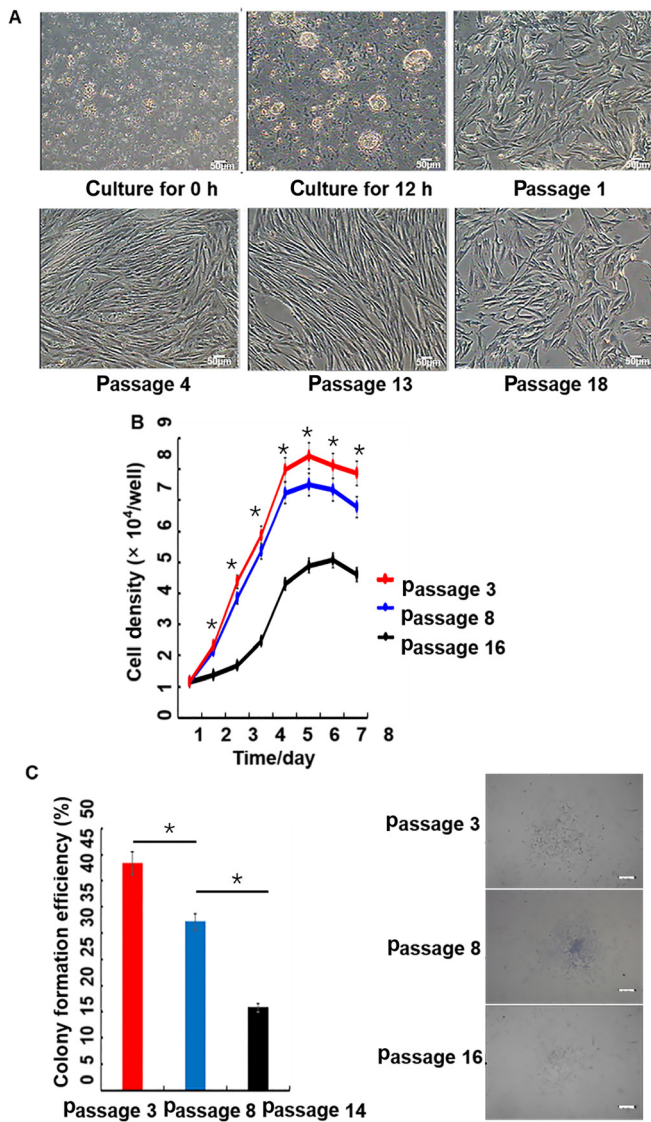 A
50μm
50μm
50μm
Culture for 0 h
Culture for 12 h
Passage 1
50μm
50μm
50μm
Passage 4
Passage 13
Passage 18
B
Cell density (× 10⁴/well)
9
8
7
6
5
4
3
2
1
0
* * * * * * *
Passage 3
Passage 8
Passage 16
1 2 3 4 5 6 7 8
Time/day
C
Colony formation efficiency (%)
50
45
40
35
30
25
20
15
10
5
0
*
*
Passage 3 Passage 8 Passage 14
Passage 3
Passage 8
Passage 16